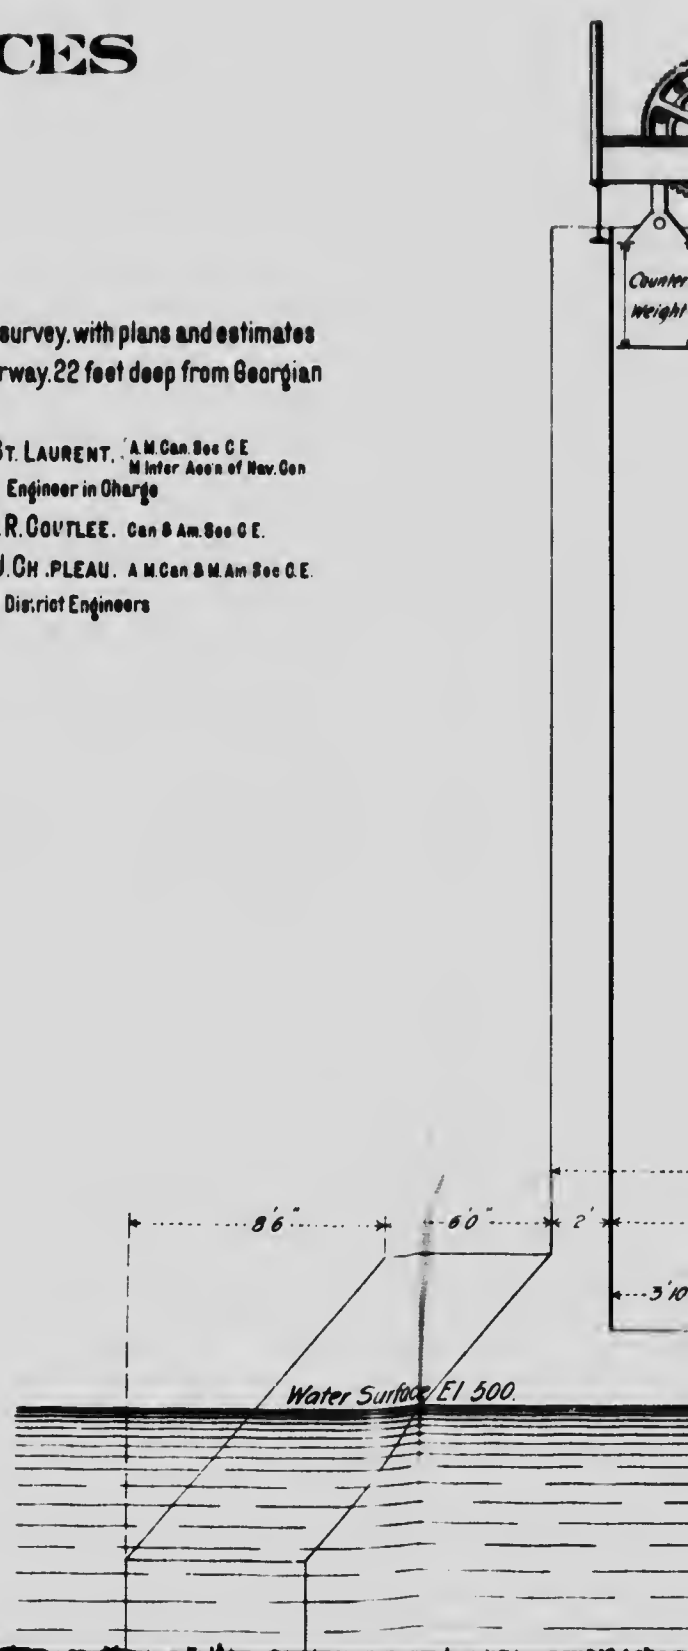 CES
survey.with plans and estimates
rway.22 feet deep from Georgian
ST. LAURENT. A.M.Can.Soc C E
M Inter Ass'n of Nav.Con
Engineer in Charge
.R.COUTLEE. Can & Am.Soc C E.
J.CH.PLEAU. A M.Can & M.Am Soc C.E.
District Engineers
Counter
Weight
8'6"
6'0"
2'
3'10
Water Surface El 500.